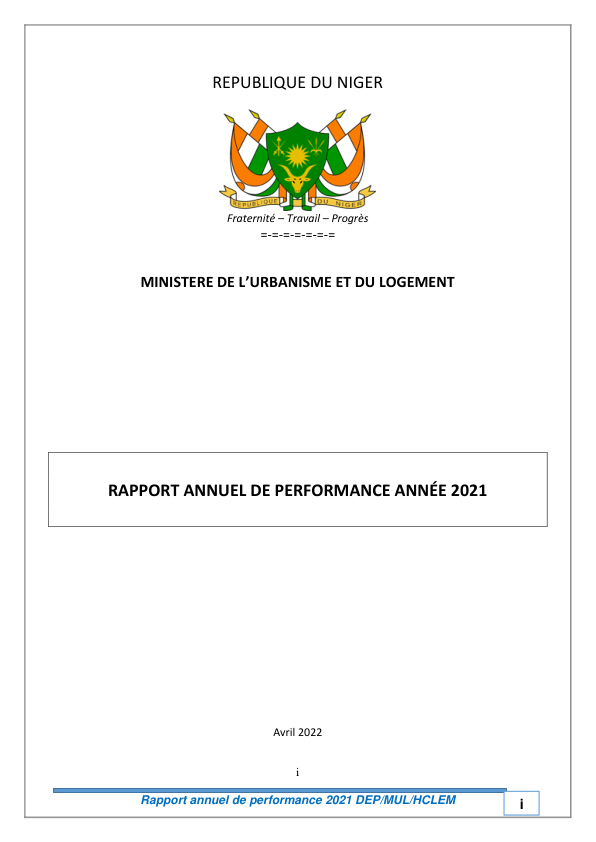 REPUBLIQUE DU NIGER
REPUBLIQUE DU NIGER
Fraternité – Travail – Progrès
=-=-=-=-=-=-=
MINISTERE DE L’URBANISME ET DU LOGEMENT
RAPPORT ANNUEL DE PERFORMANCE ANNÉE 2021
Avril 2022
i
Rapport annuel de performance 2021 DEP/MUL/HCLEM
i